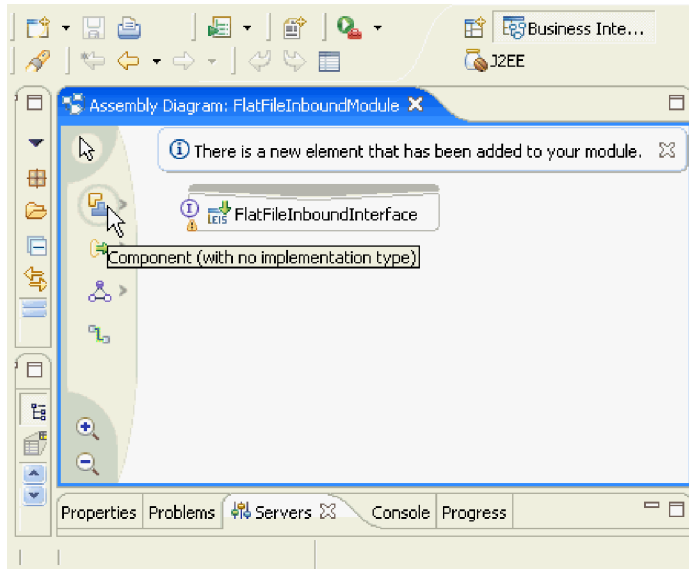 Business Inte...
J2EE
Assembly Diagram: FlatFileInboundModule
There is a new element that has been added to your module.
FlatFileInboundInterface
Component (with no implementation type)
Properties Problems Servers Console Progress